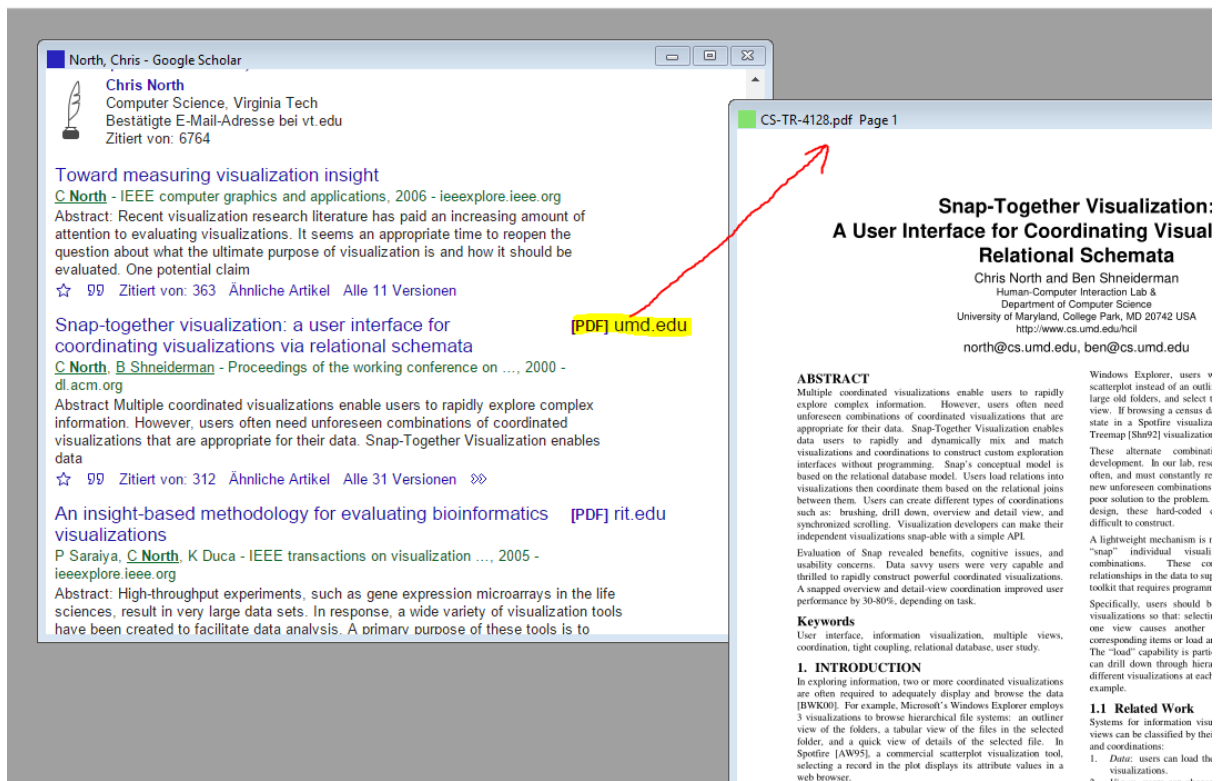 North, Chris - Google Scholar
Chris North
Computer Science, Virginia Tech
Bestätigte E-Mail-Adresse bei vt.edu
Zitiert von: 6764
Toward measuring visualization insight
C North - IEEE computer graphics and applications, 2006 - ieeexplore.ieee.org
Abstract: Recent visualization research literature has paid an increasing amount of
attention to evaluating visualizations. It seems an appropriate time to reopen the
question about what the ultimate purpose of visualization is and how it should be
evaluated. One potential claim
Zitiert von: 363 Ähnliche Artikel Alle 11 Versionen
Snap-together visualization: a user interface for [PDF] umd.edu
coordinating visualizations via relational schemata
C North, B Shneiderman - Proceedings of the working conference on …, 2000 -
dl.acm.org
Abstract Multiple coordinated visualizations enable users to rapidly explore complex
information. However, users often need unforeseen combinations of coordinated
visualizations that are appropriate for their data. Snap-Together Visualization enables
data
Zitiert von: 312 Ähnliche Artikel Alle 31 Versionen
An insight-based methodology for evaluating bioinformatics [PDF] rit.edu
visualizations
P Saraiya, C North, K Duca - IEEE transactions on visualization …, 2005 -
ieeexplore.ieee.org
Abstract: High-throughput experiments, such as gene expression microarrays in the life
sciences, result in very large data sets. In response, a wide variety of visualization tools
have been created to facilitate data analysis. A primary purpose of these tools is to
CS-TR-4128.pdf Page 1
Snap-Together Visualization:
A User Interface for Coordinating Visual
Relational Schemata
Chris North and Ben Shneiderman
Human-Computer Interaction Lab &
Department of Computer Science
University of Maryland, College Park, MD 20742 USA
http://www.cs.umd.edu/hcil
north@cs.umd.edu, ben@cs.umd.edu
ABSTRACT
Multiple coordinated visualizations enable users to rapidly
explore complex information. However, users often need
unforeseen combinations of coordinated visualizations that are
appropriate for their data. Snap-Together Visualization enables
data users to rapidly and dynamically mix and match
visualizations and coordinations to construct custom exploration
interfaces without programming. Snap's conceptual model is
based on the relational database model. Users load relations into
visualizations then coordinate them based on the relational joins
between them. Users can create different types of coordinations
such as: brushing, drill down, overview and detail view, and
synchronized scrolling. Visualization developers can make their
independent visualizations snap-able with a simple API.
Evaluation of Snap revealed benefits, cognitive issues, and
usability concerns. Data savvy users were very capable and
thrilled to rapidly construct powerful coordinated visualizations.
A snapped overview and detail-view coordination improved user
performance by 30-80%, depending on task.
Keywords
User interface, information visualization, multiple views,
coordination, tight coupling, relational database, user study.
1. INTRODUCTION
In exploring information, two or more coordinated visualizations
are often required to adequately display and browse the data
[BWK00]. For example, Microsoft's Windows Explorer employs
3 visualizations to browse hierarchical file systems: an outliner
view of the folders, a tabular view of the files in the selected
folder, and a quick view of details of the selected file. In
Spotfire [AW95], a commercial scatterplot visualization tool,
selecting a record in the plot displays its attribute values in a
web browser.
Windows Explorer, users
scatterplot instead of an
large old folders, and select
view. If browsing a census
state in a Spotfire
Treemap [Shn92]
These alternate
development. In our lab,
often, and must constantly
new unforeseen combinations
poor solution to the problem.
design, these hard-coded
difficult to construct.
A lightweight mechanism is
"snap" individual
combinations. These
relationships in the data to
toolkit that requires
Specifically, users should
visualizations so that:
one view causes another
corresponding items or load
The "load" capability is
can drill down through
different visualizations at each
example.
1.1 Related Work
Systems for information
views can be classified by
and coordinations:
1. Data: users can load
visualizations.